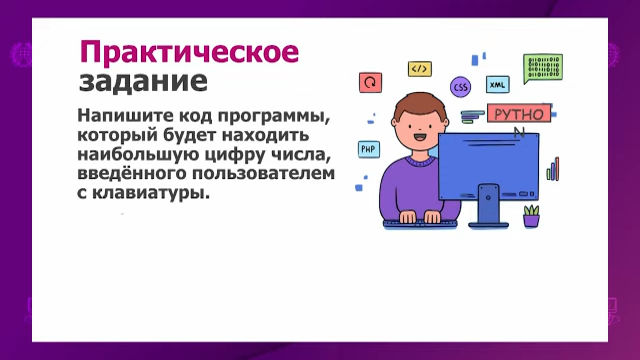 Практическое
задание
Напишите код программы,
который будет находить
наибольшую цифру числа,
введённого пользователем
с клавиатуры.
</>
CSS
XML
PYTHO
N
PHP